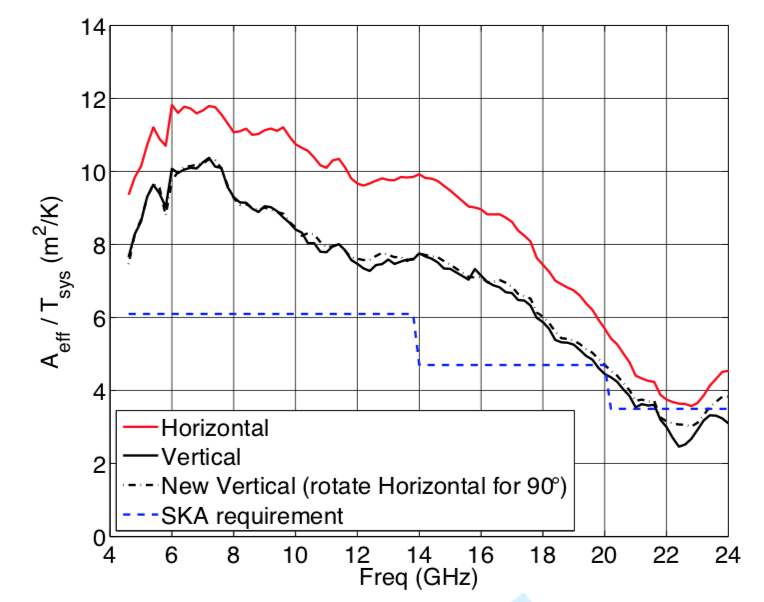 14
12
10
8
6
4
2
0
A_eff / T_sys (m²/K)
Horizontal
Vertical
New Vertical (rotate Horizontal for 90°)
SKA requirement
4 6 8 10 12 14 16 18 20 22 24
Freq (GHz)